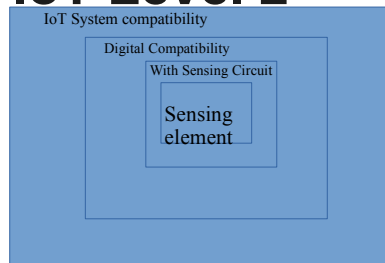 IoT System compatibility
Digital Compatibility
With Sensing Circuit
Sensing
element